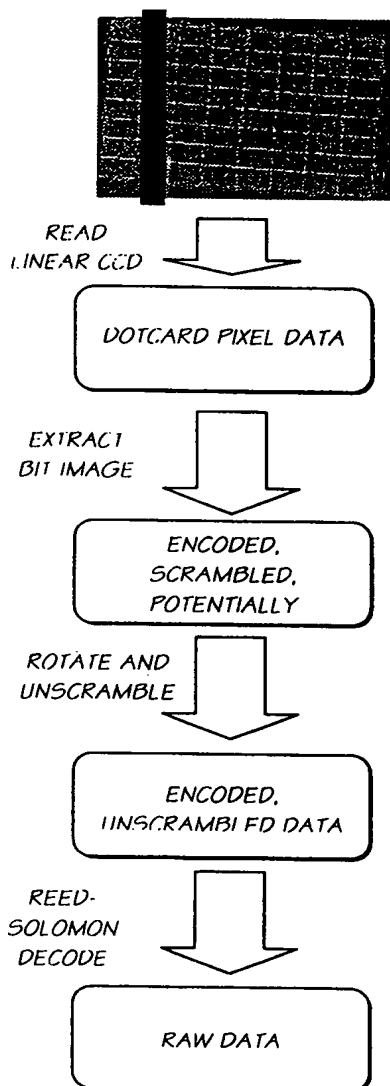 READ
LINEAR CCD
DOTCARD PIXEL DATA
EXTRACT
BIT IMAGE
ENCODED,
SCRAMBLED,
POTENTIALLY
ROTATE AND
UNSCRAMBLE
ENCODED,
UNSCRAMBLED DATA
REED-
SOLOMON
DECODE
RAW DATA